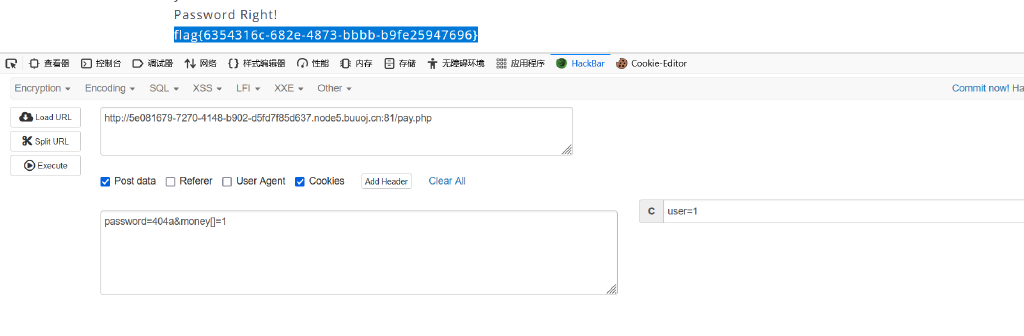 Password Right!
flag{6354316c-682e-4873-bbbb-b9fe25947696}
查看器 控制台 调试器 网络 样式编辑器 性能 内存 存储 无障碍环境 应用程序 HackBar Cookie-Editor
Encryption Encoding SQL XSS LFI XXE Other Commit now! Ha
Load URL http://5e081679-7270-4148-b902-d5fd7f85d637.node5.buuoj.cn:81/pay.php
Split URL
Execute
Post data Referer User Agent Cookies Add Header Clear All
C user=1
password=404a&money[]=1